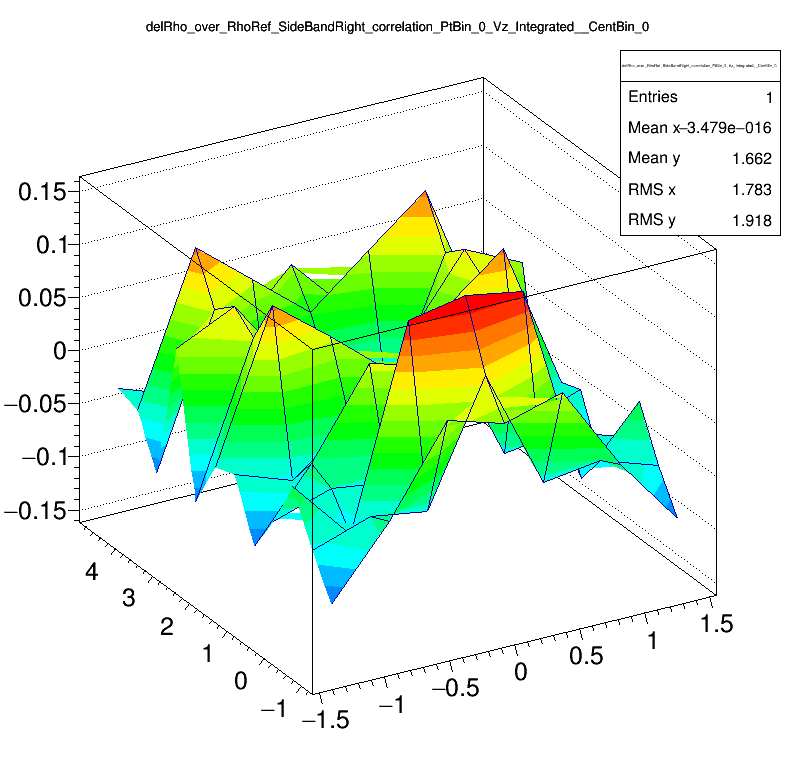 delRho_over_RhoRef_SideBandRight_correlation_PtBin_0_Vz_Integrated__CentBin_0
delRho_over_RhoRef_SideBandRight_correlation_PtBin_0_Vz_Integrated__CentBin_0
Entries 1
Mean x −3.479e−016
Mean y 1.662
RMS x 1.783
RMS y 1.918
0.15
0.1
0.05
0
−0.05
−0.1
−0.15
4
3
2
1
0
−1
−1.5
−1
−0.5
0
0.5
1
1.5